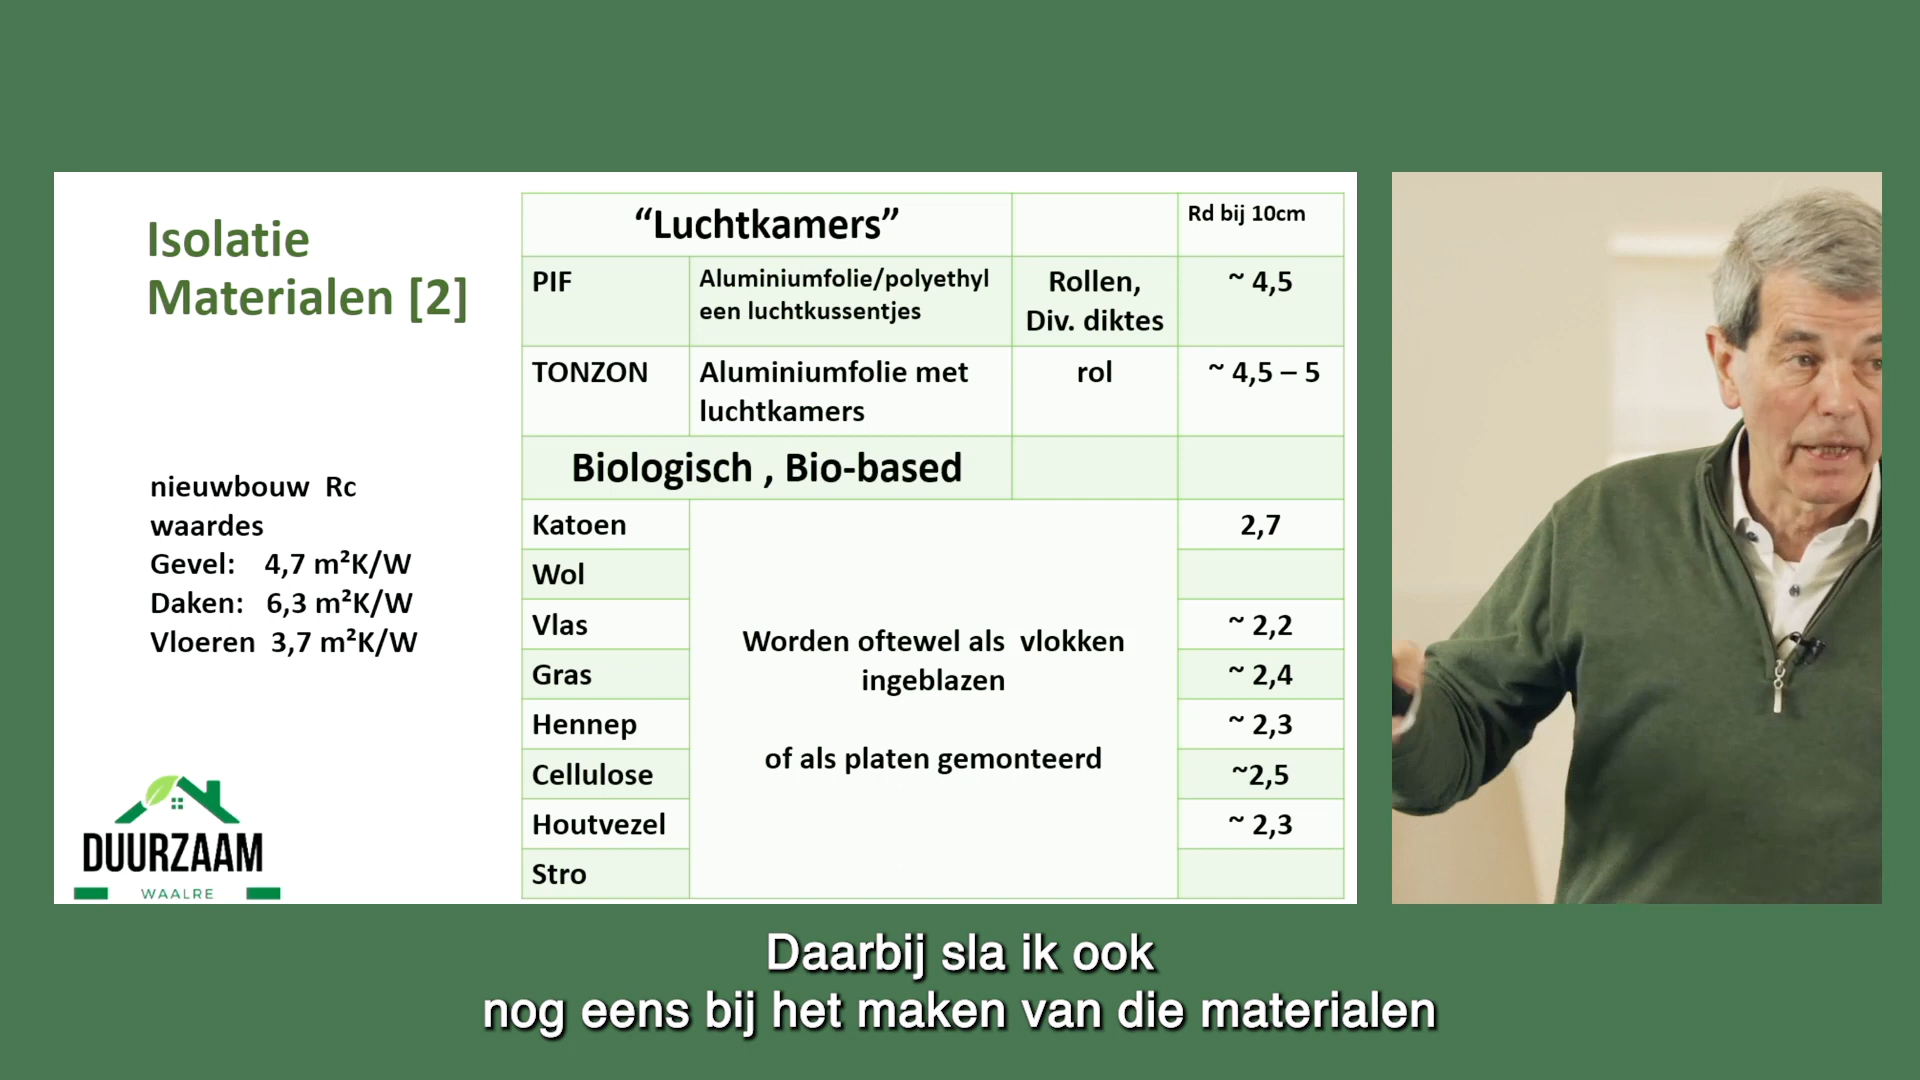 Isolatie
Materialen [2]
nieuwbouw Rc
waardes
Gevel: 4,7 m²K/W
Daken: 6,3 m²K/W
Vloeren 3,7 m²K/W
DUURZAAM
WAALRE
“Luchtkamers”
Rd bij 10cm
PIF
Aluminiumfolie/polyethyl
een luchtkussentjes
Rollen,
Div. diktes
~ 4,5
TONZON
Aluminiumfolie met
luchtkamers
rol
~ 4,5 – 5
Biologisch , Bio-based
Katoen
2,7
Wol
Vlas
~ 2,2
Gras
~ 2,4
Hennep
~ 2,3
Cellulose
~2,5
Houtvezel
~ 2,3
Stro
Worden oftewel als vlokken
ingeblazen
of als platen gemonteerd
Daarbij sla ik ook
nog eens bij het maken van die materialen